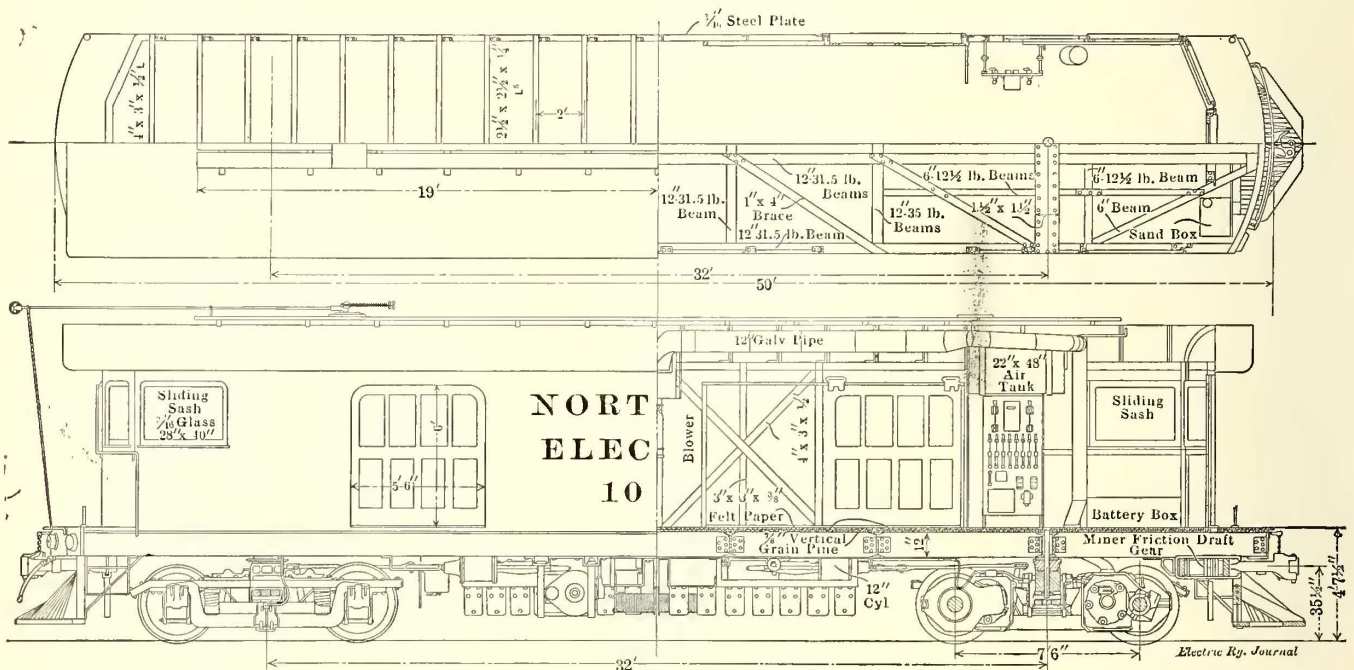 3/16" Steel Plate
4" x 3" x 1/2" L
2 1/2" x 2 1/2" x 1/4"
Ls
2'
19'
12"-31.5 lb.
Beams
6"-12 1/2 lb. Beams
6"-12 1/2 lb. Beam
12"-31.5 lb.
Beam
1" x 4"
Brace
12"-35 lb.
Beams
1 1/2" x 1 1/2"
6" Beam
12"-31.5 lb. Beam
Sand Box
32'
50'
12" Galv Pipe
22" x 48"
Air
Tank
Sliding
Sash
3/16 Glass
28" x 40"
Sliding
Sash
NORT
ELEC
10
6'
5'-6"
Blower
4" x 3" x 1/2"
3" x 3" x 3/8"
Felt Paper
Battery Box
Vertical
Grain Pine
12"
Miner Friction Draft
Gear
12"
Cyl
35 1/2"
4' 7 1/2"
7' 6"
32'
Electric Ry. Journal